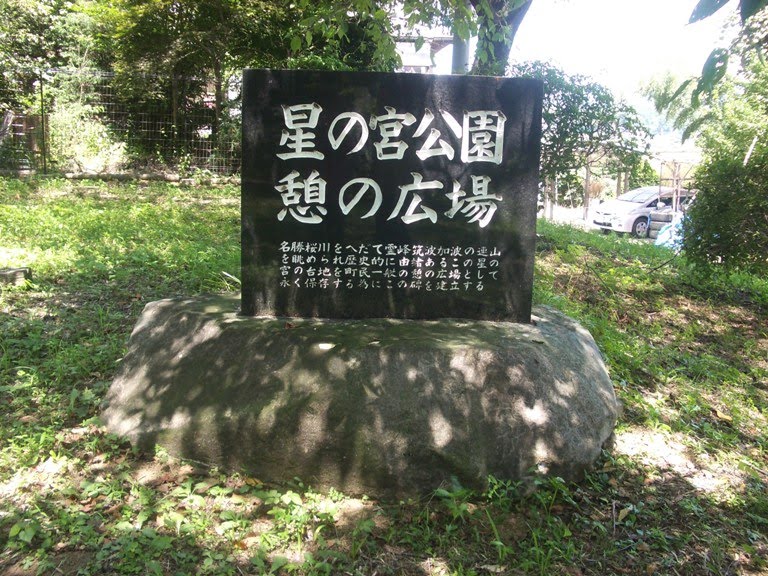 星の宮公園
憩の広場
名勝桜川をへだて霊峰筑波加波の連山
を眺められ歴史的に由緒あるこの星の
宮の台地を町民一般の憩の広場として
永く保存する為にこの碑を建立する